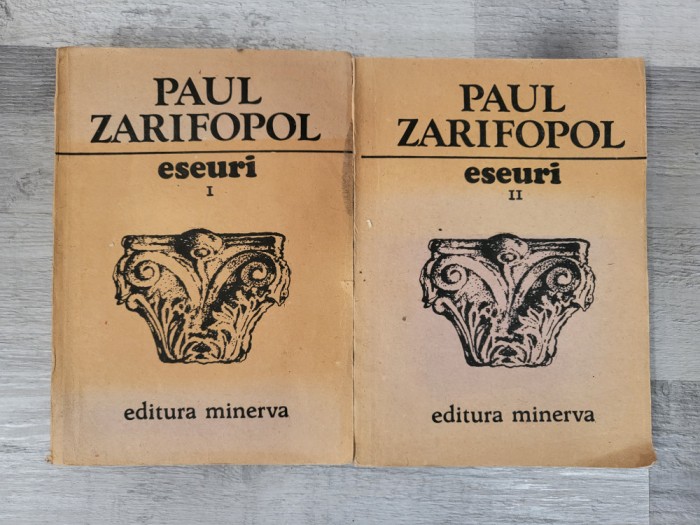 PAUL
ZARIFOPOL
eseuri
I
editura minerva
PAUL
ZARIFOPOL
eseuri
II
editura minerva